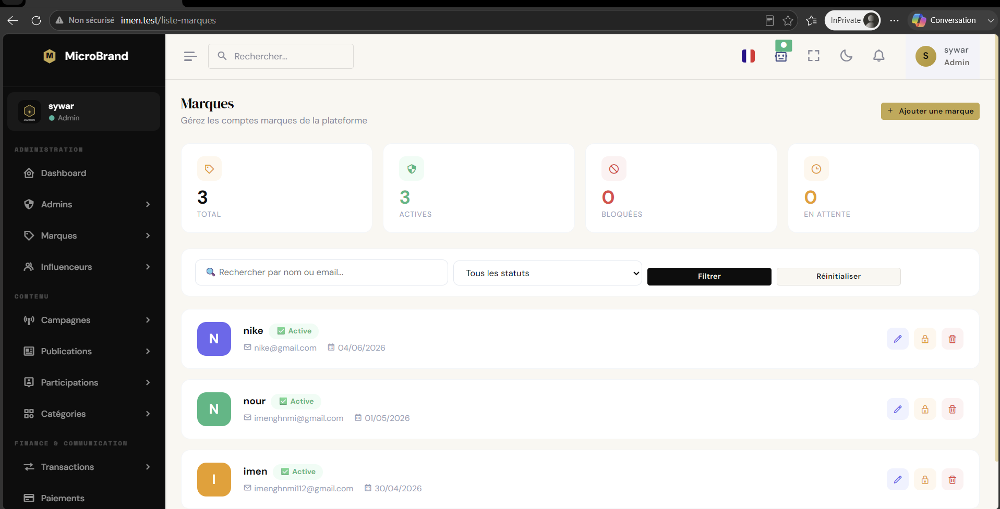 Non sécurisé imen.test/liste-marques
InPrivate
Conversation
M MicroBrand
Rechercher...
S
sywar
Admin
ADMIN
sywar
Admin
ADMINISTRATION
Dashboard
Admins
Marques
Influenceurs
CONTENU
Campagnes
Publications
Participations
Catégories
FINANCE & COMMUNICATION
Transactions
Paiements
Marques
Gérez les comptes marques de la plateforme
+ Ajouter une marque
3
TOTAL
3
ACTIVES
0
BLOQUÉES
0
EN ATTENTE
Rechercher par nom ou email...
Tous les statuts
Filtrer
Réinitialiser
N
nike Active
nike@gmail.com 04/06/2026
N
nour Active
imenghnmi@gmail.com 01/05/2026
I
imen Active
imenghnmi112@gmail.com 30/04/2026